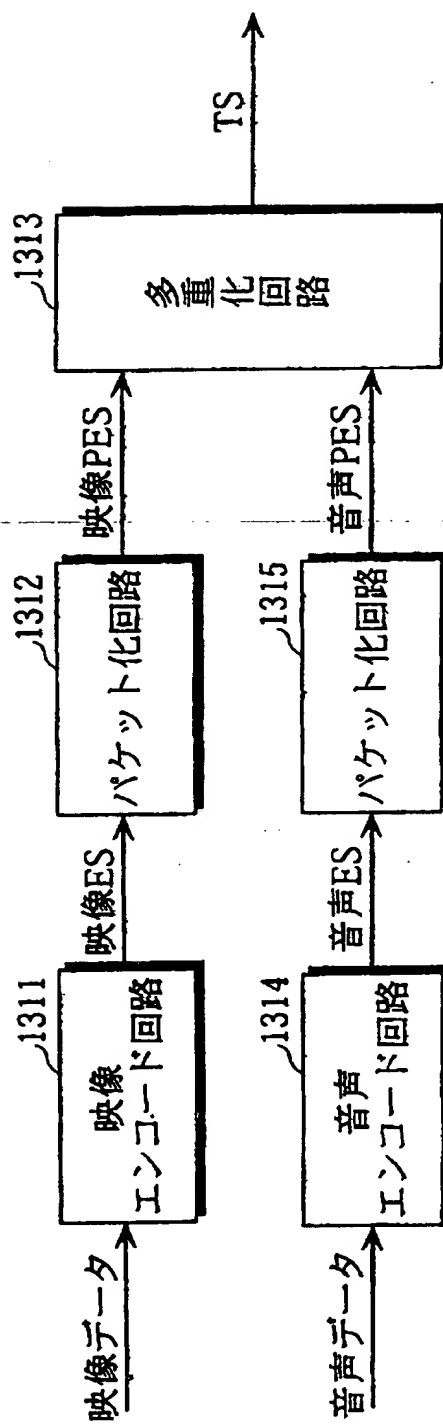 映像データ
1311
映像
エンコード回路
映像ES
1312
パケット化回路
映像PES
1313
多重化回路
TS
音声データ
1314
音声
エンコード回路
音声ES
1315
パケット化回路
音声PES